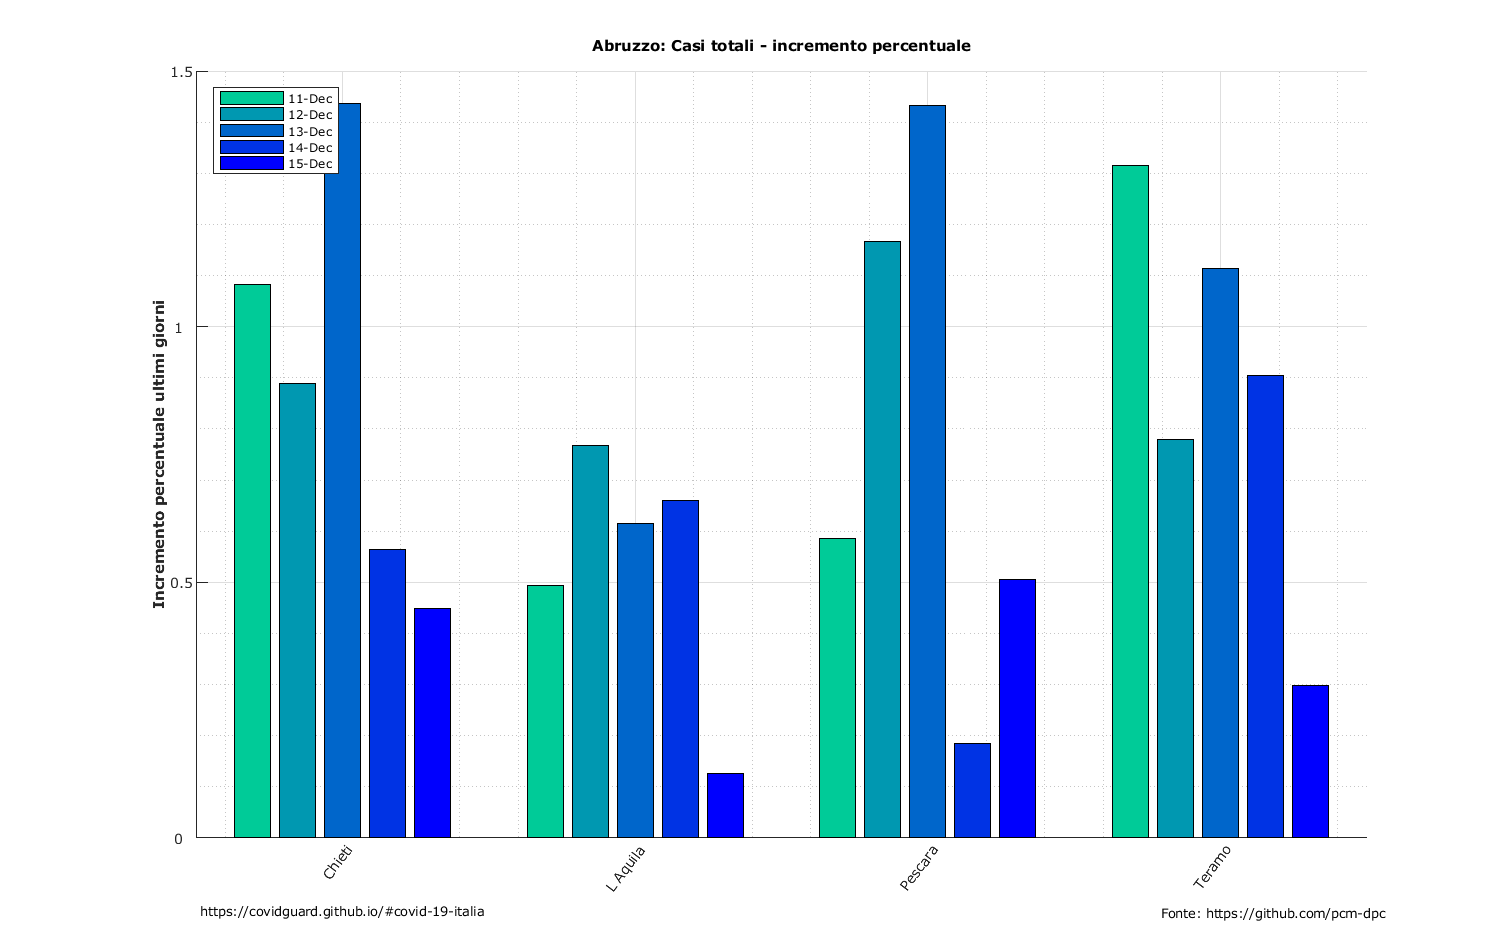 Abruzzo: Casi totali - incremento percentuale
1.5
1
0.5
0
Incremento percentuale ultimi giorni
11-Dec
12-Dec
13-Dec
14-Dec
15-Dec
Chieti
L Aquila
Pescara
Teramo
https://covidguard.github.io/#covid-19-italia
Fonte: https://github.com/pcm-dpc